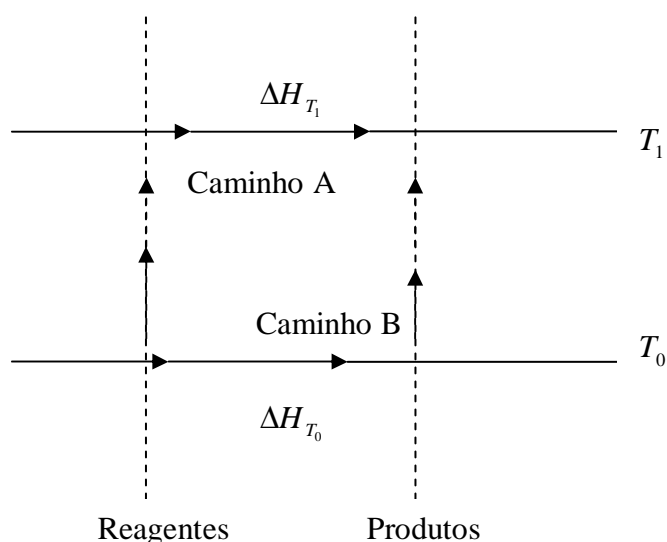 ΔH_{T_1}
T_1
Caminho A
Caminho B
T_0
ΔH_{T_0}
Reagentes Produtos